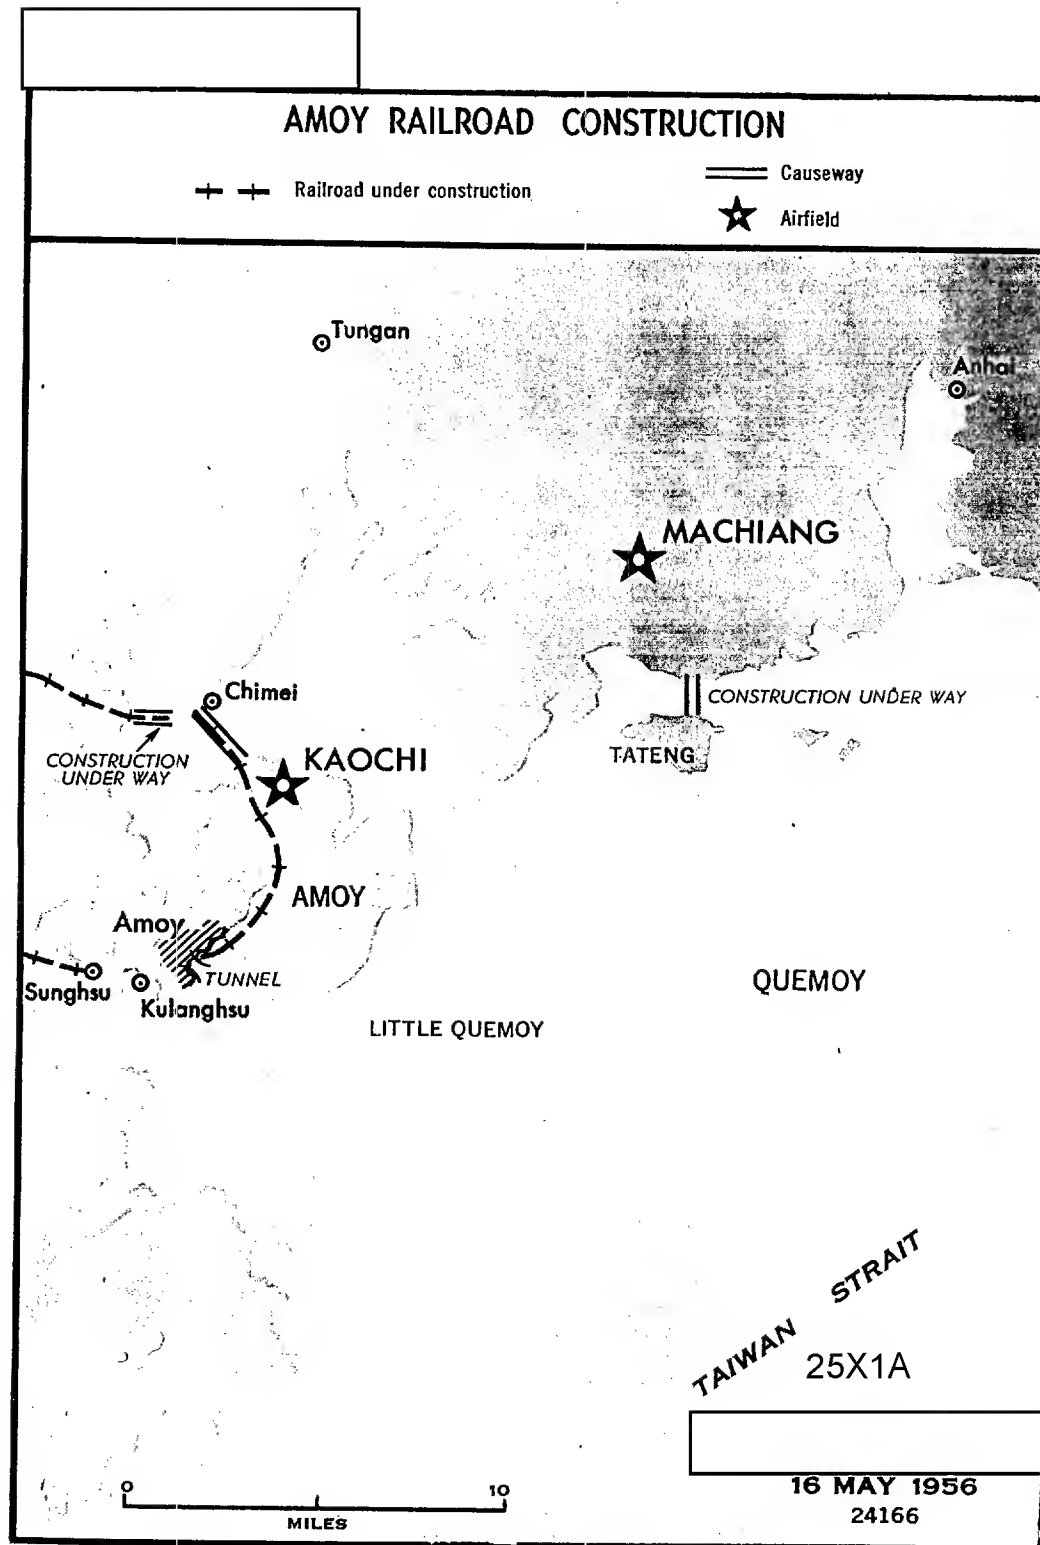 AMOY RAILROAD CONSTRUCTION
Railroad under construction
Causeway
Airfield
Tungan
Anhai
MACHIANG
Chimei
CONSTRUCTION UNDER WAY
CONSTRUCTION
UNDER WAY
KAOCHI
TATENG
AMOY
Amoy
TUNNEL
Sunghsu
Kulanghsu
QUEMOY
LITTLE QUEMOY
TAIWAN STRAIT
25X1A
0 10
MILES
16 MAY 1956
24166